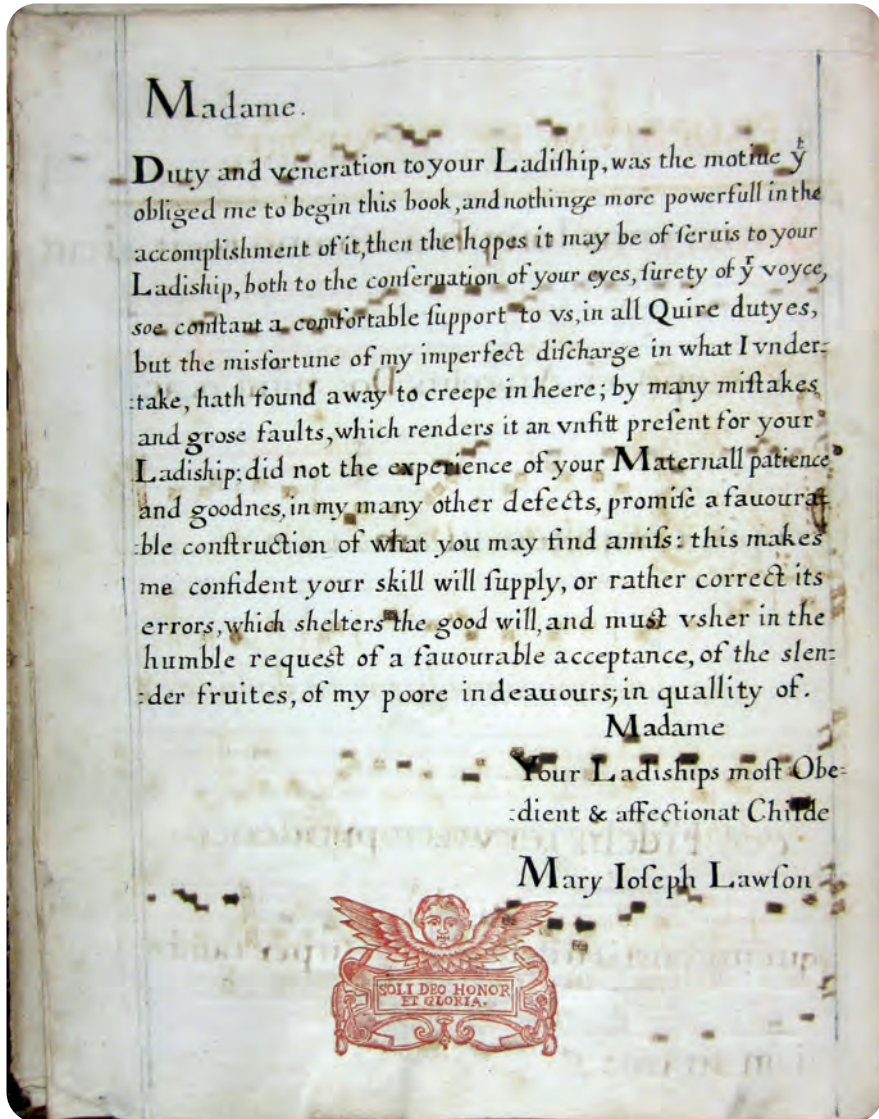 Madame.
Duty and veneration to your Ladiſhip, was the motiue yᵗ
obliged me to begin this book, and nothinge more powerfull in the
accomplishment of it, then the hopes it may be of ſeruis to your
Ladiship, both to the conſeruation of your eyes, ſurety of yʳ voyce,
soe conſtant a comfortable ſupport to vs, in all Quire dutyes,
but the misfortune of my imperfect diſcharge in what I vnder:
:take, hath found away to creepe in heere; by many miſtakes
and grose faults, which renders it an vnfitt preſent for your
Ladiship: did not the experience of your Maternall patience
and goodnes, in my many other defects, promiſe a fauoura:
:ble conſtruction of what you may find amiſs: this makes
me confident your skill will ſupply, or rather correct its
errors, which shelters the good will, and must vsher in the
humble request of a fauourable acceptance, of the slen:
:der fruites, of my poore indeauours; in quallity of.
Madame
Your Ladiships moſt Obe:
:dient & affectionat Childe
Mary Ioſeph Lawſon
SOLI DEO HONOR
ET GLORIA.